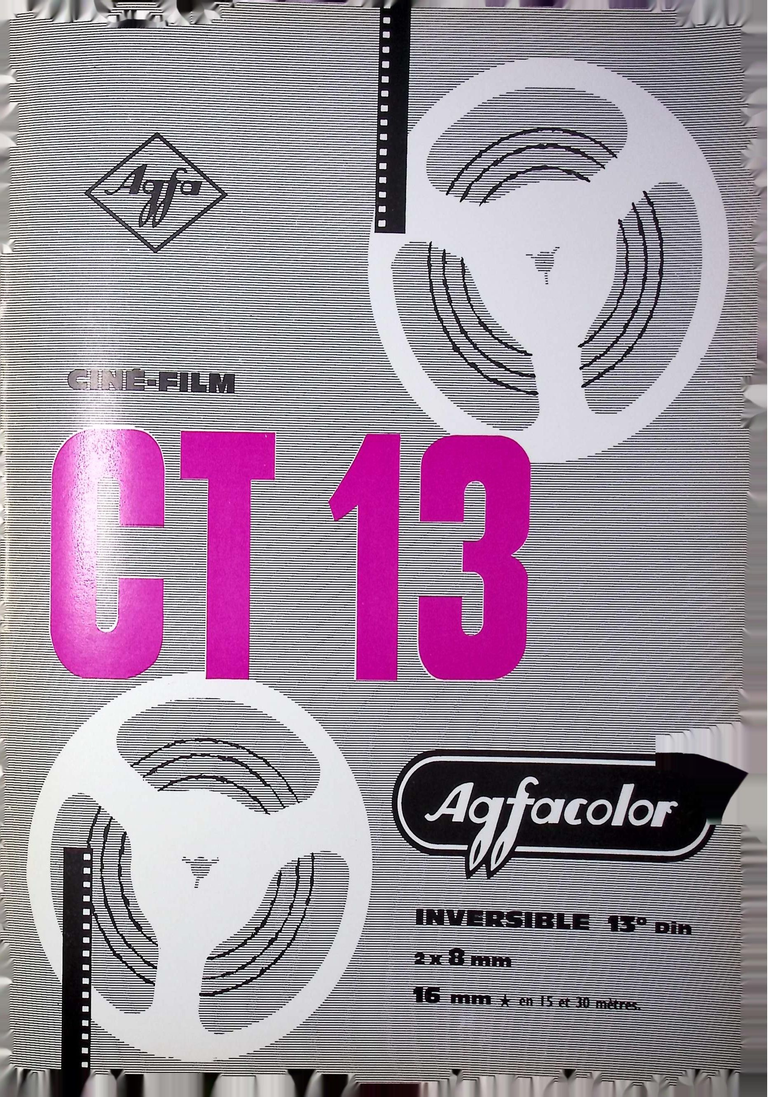 Agfa
CINÉ-FILM
CT 13
Agfacolor
INVERSIBLE 13° Din
2 x 8 mm
16 mm ★ en 15 et 30 mètres.